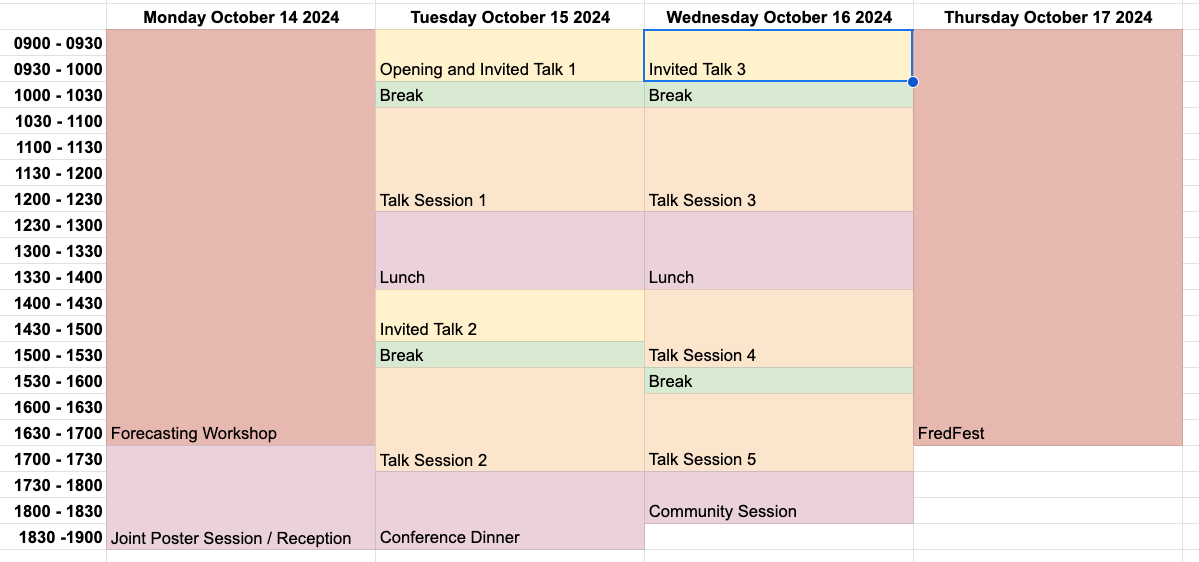 Monday October 14 2024 Tuesday October 15 2024 Wednesday October 16 2024 Thursday October 17 2024
0900 - 0930
0930 - 1000 Opening and Invited Talk 1 Invited Talk 3
1000 - 1030 Break Break
1030 - 1100
1100 - 1130
1130 - 1200
1200 - 1230 Talk Session 1 Talk Session 3
1230 - 1300
1300 - 1330
1330 - 1400 Lunch Lunch
1400 - 1430
1430 - 1500 Invited Talk 2
1500 - 1530 Break Talk Session 4
1530 - 1600 Break
1600 - 1630
1630 - 1700 Forecasting Workshop FredFest
1700 - 1730 Talk Session 2 Talk Session 5
1730 - 1800
1800 - 1830 Community Session
1830 -1900 Joint Poster Session / Reception Conference Dinner